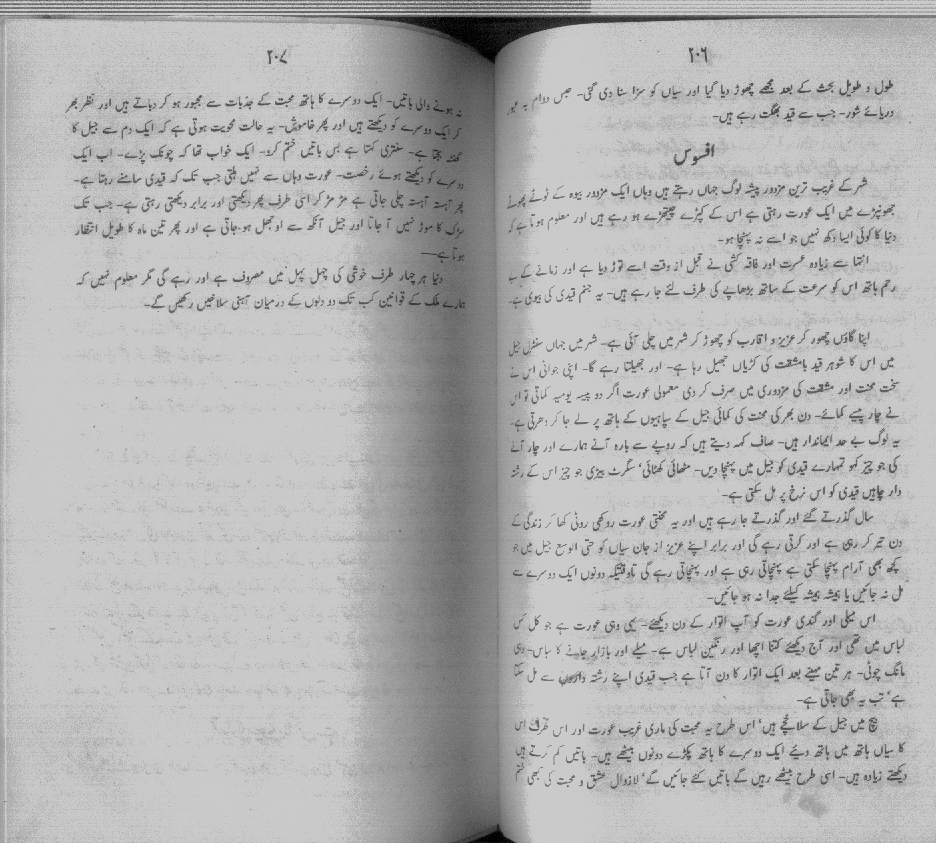 ۲۰۶
طول و طویل بحث کے بعد مجھے چھوڑ دیا گیا اور سیاں کو سزا سنا دی گئی۔ حبس دوام بہ عبور
دریائے شور۔ جب سے قید بھگت رہے ہیں۔
افسوس
شہر کے غریب ترین مزدور پیشہ لوگ جہاں رہتے ہیں وہاں ایک مزدور بیوہ کے ٹوٹے پھوٹے
جھونپڑے میں ایک عورت رہتی ہے اس کے کپڑے چیتھڑے ہو رہے ہیں اور معلوم ہوتا ہے کہ
دنیا کا کوئی ایسا دکھ نہیں جو اسے نہ پہنچا ہو۔
انتہا سے زیادہ عسرت اور فاقہ کشی نے قبل از وقت اسے توڑ دیا ہے اور زمانے کے بے
رحم ہاتھ اس کو سرعت کے ساتھ بڑھاپے کی طرف لئے جا رہے ہیں۔ یہ جنم قیدی کی بیوی ہے۔
اپنا گاؤں چھوڑ کر عزیز و اقارب کو چھوڑ کر شہر میں چلی آئی ہے۔ شہر میں جہاں سنٹرل جیل
میں اس کا شوہر قید بامشقت کی کڑیاں جھیل رہا ہے۔ اور جھیلتا رہے گا۔ اپنی جوانی اس نے
سخت محنت اور مشقت کی مزدوری میں صرف کر دی معمولی عورت اگر دو پیسہ یومیہ کماتی تو اس
نے چار پیسے کمائے۔ دن بھر کی محنت کی کمائی جیل کے سپاہیوں کے ہاتھ پر لے جا کر دھرتی ہے۔
یہ لوگ بے حد ایماندار ہیں۔ صاف کہہ دیتے ہیں کہ روپے سے بارہ آنے ہمارے اور چار آنے
کی جو چیز کہو تمہارے قیدی کو جیل میں پہنچا دیں۔ مٹھائی کھٹائی' سگرٹ بیڑی جو چیز اس کے رشتہ
دار چاہیں قیدی کو اس نرخ پر مل سکتی ہے۔
سال گذرتے گئے اور گذرتے جا رہے ہیں اور یہ محنتی عورت روکھی روٹی کھا کر زندگی کے
دن تیر کر رہی ہے اور کرتی رہے گی اور برابر اپنے عزیز از جان سیاں کو حتی الوسع جیل میں جو
کچھ بھی آرام پہنچا سکتی ہے پہنچاتی رہی ہے اور پہنچاتی رہے گی تاوقتیکہ دونوں ایک دوسرے سے
مل نہ جائیں یا ہمیشہ ہمیشہ کیلئے جدا نہ ہو جائیں۔
اس میلی اور گندی عورت کو آپ اتوار کے دن دیکھئے۔ یہی وہی عورت ہے جو کل کس
لباس میں تھی اور آج دیکھئے کتنا اچھا اور رنگین لباس ہے۔ میلے اور بازار جانے کا لباس۔ وہی
مانگ چوٹی۔ ہر تین مہینے بعد ایک اتوار کا دن آتا ہے جب قیدی اپنے رشتہ داروں سے مل سکتا
ہے' تب یہ بھی جاتی ہے۔
بیچ میں جیل کے سلاخچے ہیں' اس طرح یہ محبت کی ماری غریب عورت اور اس طرف اس
کا سیاں ہاتھ میں ہاتھ دیئے ایک دوسرے کا ہاتھ پکڑے دونوں بیٹھے ہیں۔ باتیں کم کرتے ہیں
دیکھتے زیادہ ہیں۔ اسی طرح بیٹھے رہیں گے باتیں کئے جائیں گے' لازوال عشق و محبت کی کبھی ختم
۲۰۷
نہ ہونے والی باتیں۔ ایک دوسرے کا ہاتھ محبت کے جذبات سے مجبور ہو کر دباتے ہیں اور نظر بھر
کر ایک دوسرے کو دیکھتے ہیں اور پھر خاموش۔ یہ حالت محویت ہوتی ہے کہ ایک دم سے جیل کا
گھنٹہ بجتا ہے۔ سنتری کہتا ہے بس باتیں ختم کرو۔ ایک خواب تھا کہ چونک پڑے۔ اب ایک
دوسرے کو دیکھتے ہوئے رخصت۔ عورت وہاں سے نہیں ہلتی جب تک کہ قیدی سامنے رہتا ہے۔
پھر آہستہ آہستہ چلی جاتی ہے مڑ مڑ کر اسی طرف پھر دیکھتی اور برابر دیکھتی رہتی ہے۔ جب تک
سڑک کا موڑ نہیں آ جاتا اور جیل آنکھ سے اوجھل ہو جاتی ہے اور پھر تین ماہ کا طویل انتظار
ہوتا ہے۔—
دنیا ہر چہار طرف خوشی کی چہل پہل میں مصروف ہے اور رہے گی مگر معلوم نہیں کہ
ہمارے ملک کے قوانین کب تک دو دلوں کے درمیان آہنی سلاخیں رکھیں گے۔